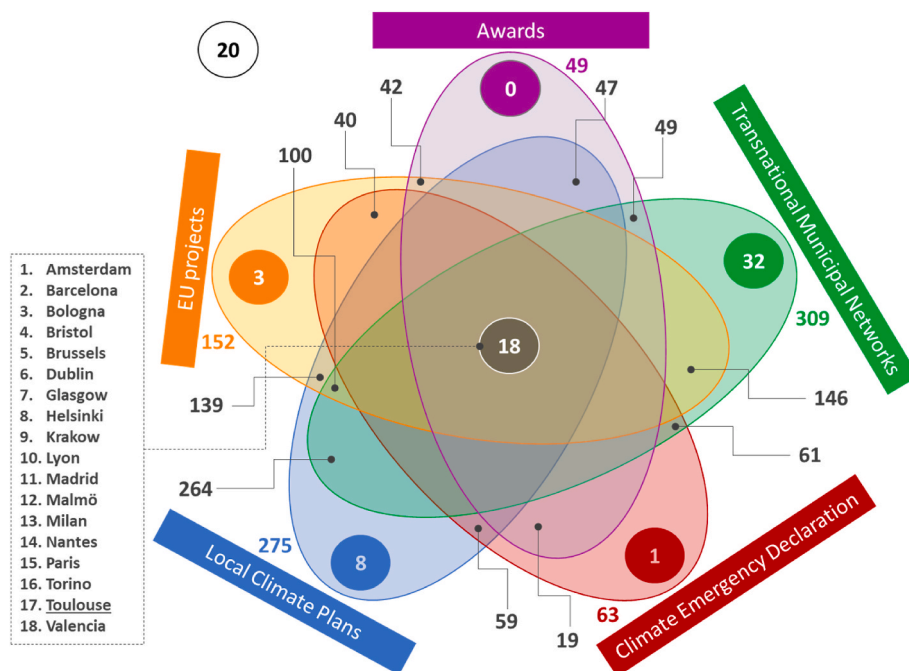 Awards
20
0
49
42
47
40
49
100
Transnational Municipal Networks
EU projects
3
32
309
152
18
1. Amsterdam
2. Barcelona
3. Bologna
4. Bristol
5. Brussels
6. Dublin
7. Glasgow
8. Helsinki
9. Krakow
10. Lyon
11. Madrid
12. Malmö
13. Milan
14. Nantes
15. Paris
16. Torino
17. Toulouse
18. Valencia
139
146
61
264
275
Local Climate Plans
8
1
Climate Emergency Declaration
59
19
63